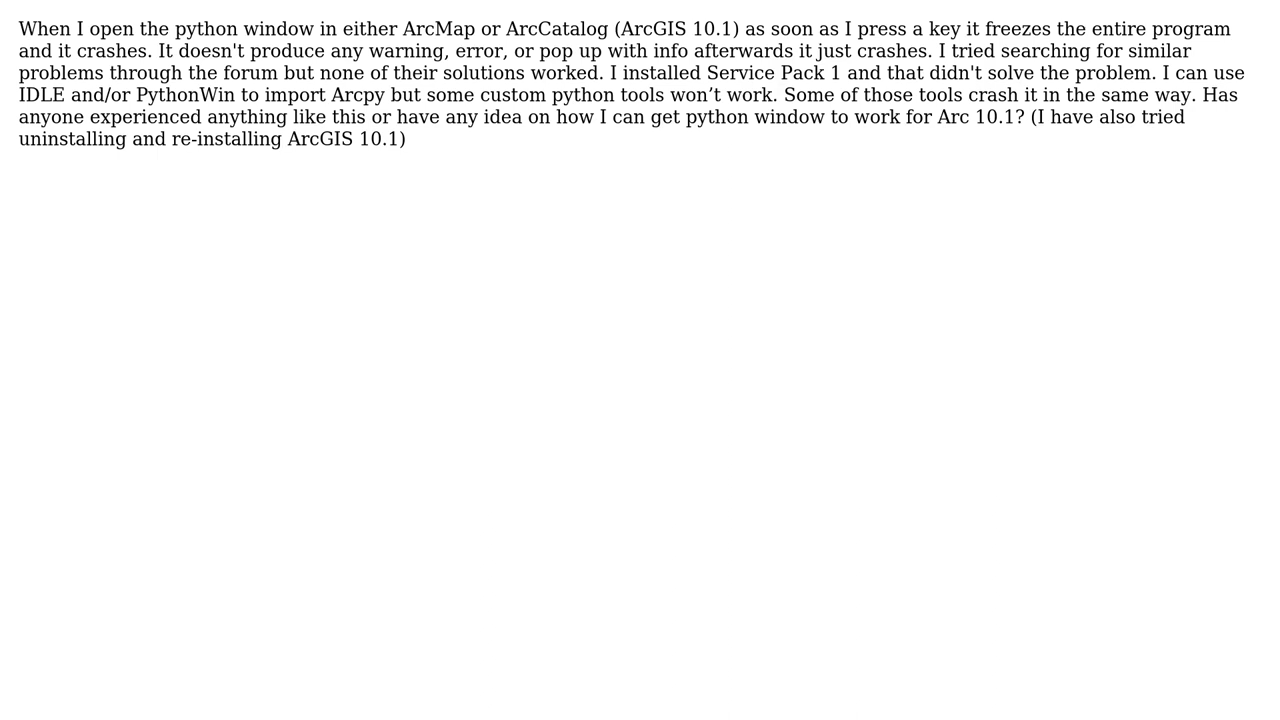 When I open the python window in either ArcMap or ArcCatalog (ArcGIS 10.1) as soon as I press a key it freezes the entire program
and it crashes. It doesn't produce any warning, error, or pop up with info afterwards it just crashes. I tried searching for similar
problems through the forum but none of their solutions worked. I installed Service Pack 1 and that didn't solve the problem. I can use
IDLE and/or PythonWin to import Arcpy but some custom python tools won’t work. Some of those tools crash it in the same way. Has
anyone experienced anything like this or have any idea on how I can get python window to work for Arc 10.1? (I have also tried
uninstalling and re-installing ArcGIS 10.1)